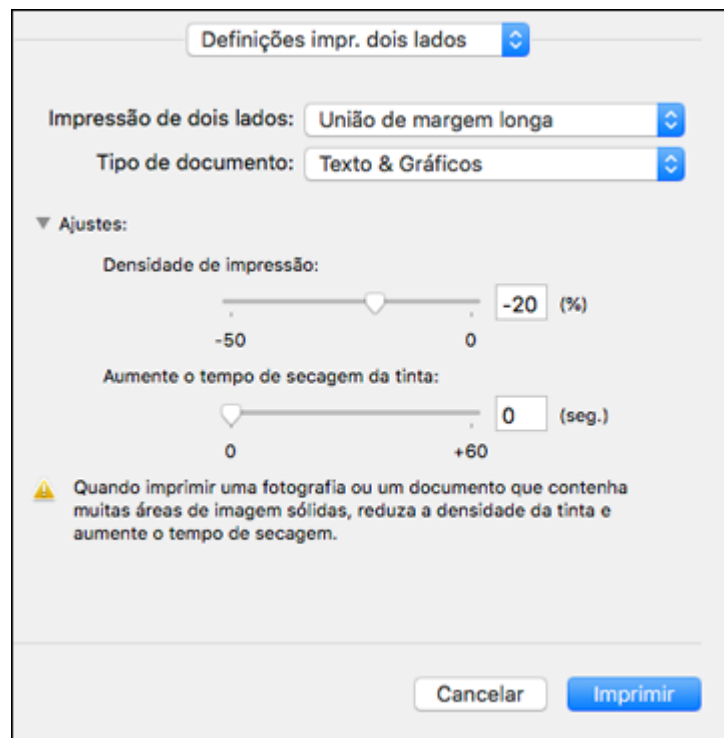 Definições impr. dois lados
Impressão de dois lados: União de margem longa
Tipo de documento: Texto & Gráficos
Ajustes:
Densidade de impressão:
-20 (%)
-50 0
Aumente o tempo de secagem da tinta:
0 (seg.)
0 +60
Quando imprimir uma fotografia ou um documento que contenha
muitas áreas de imagem sólidas, reduza a densidade da tinta e
aumente o tempo de secagem.
Cancelar Imprimir